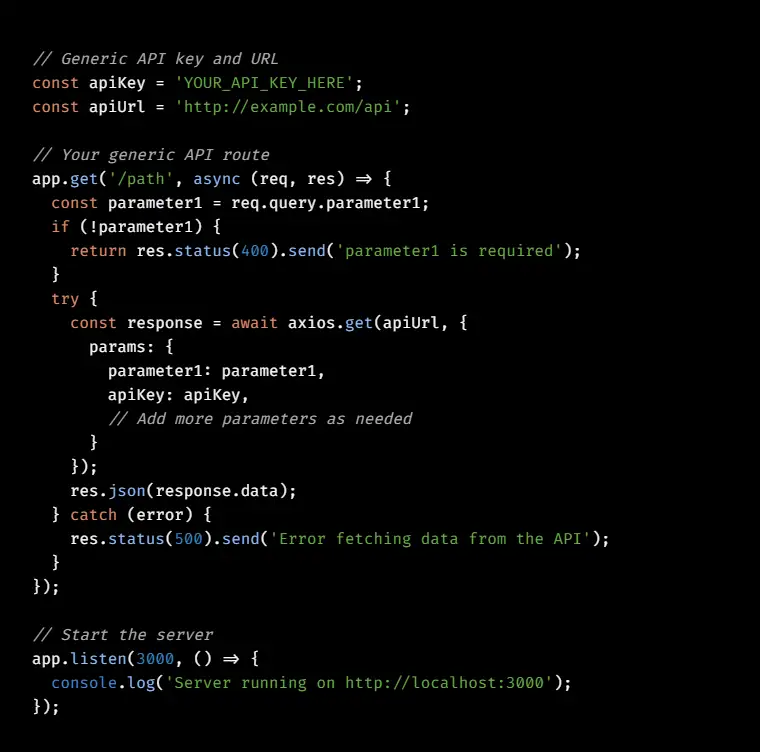 // Generic API key and URL
const apiKey = 'YOUR_API_KEY_HERE';
const apiUrl = 'http://example.com/api';
// Your generic API route
app.get('/path', async (req, res) => {
  const parameter1 = req.query.parameter1;
  if (!parameter1) {
    return res.status(400).send('parameter1 is required');
  }
  try {
    const response = await axios.get(apiUrl, {
      params: {
        parameter1: parameter1,
        apiKey: apiKey,
        // Add more parameters as needed
      }
    });
    res.json(response.data);
  } catch (error) {
    res.status(500).send('Error fetching data from the API');
  }
});
// Start the server
app.listen(3000, () => {
  console.log('Server running on http://localhost:3000');
});